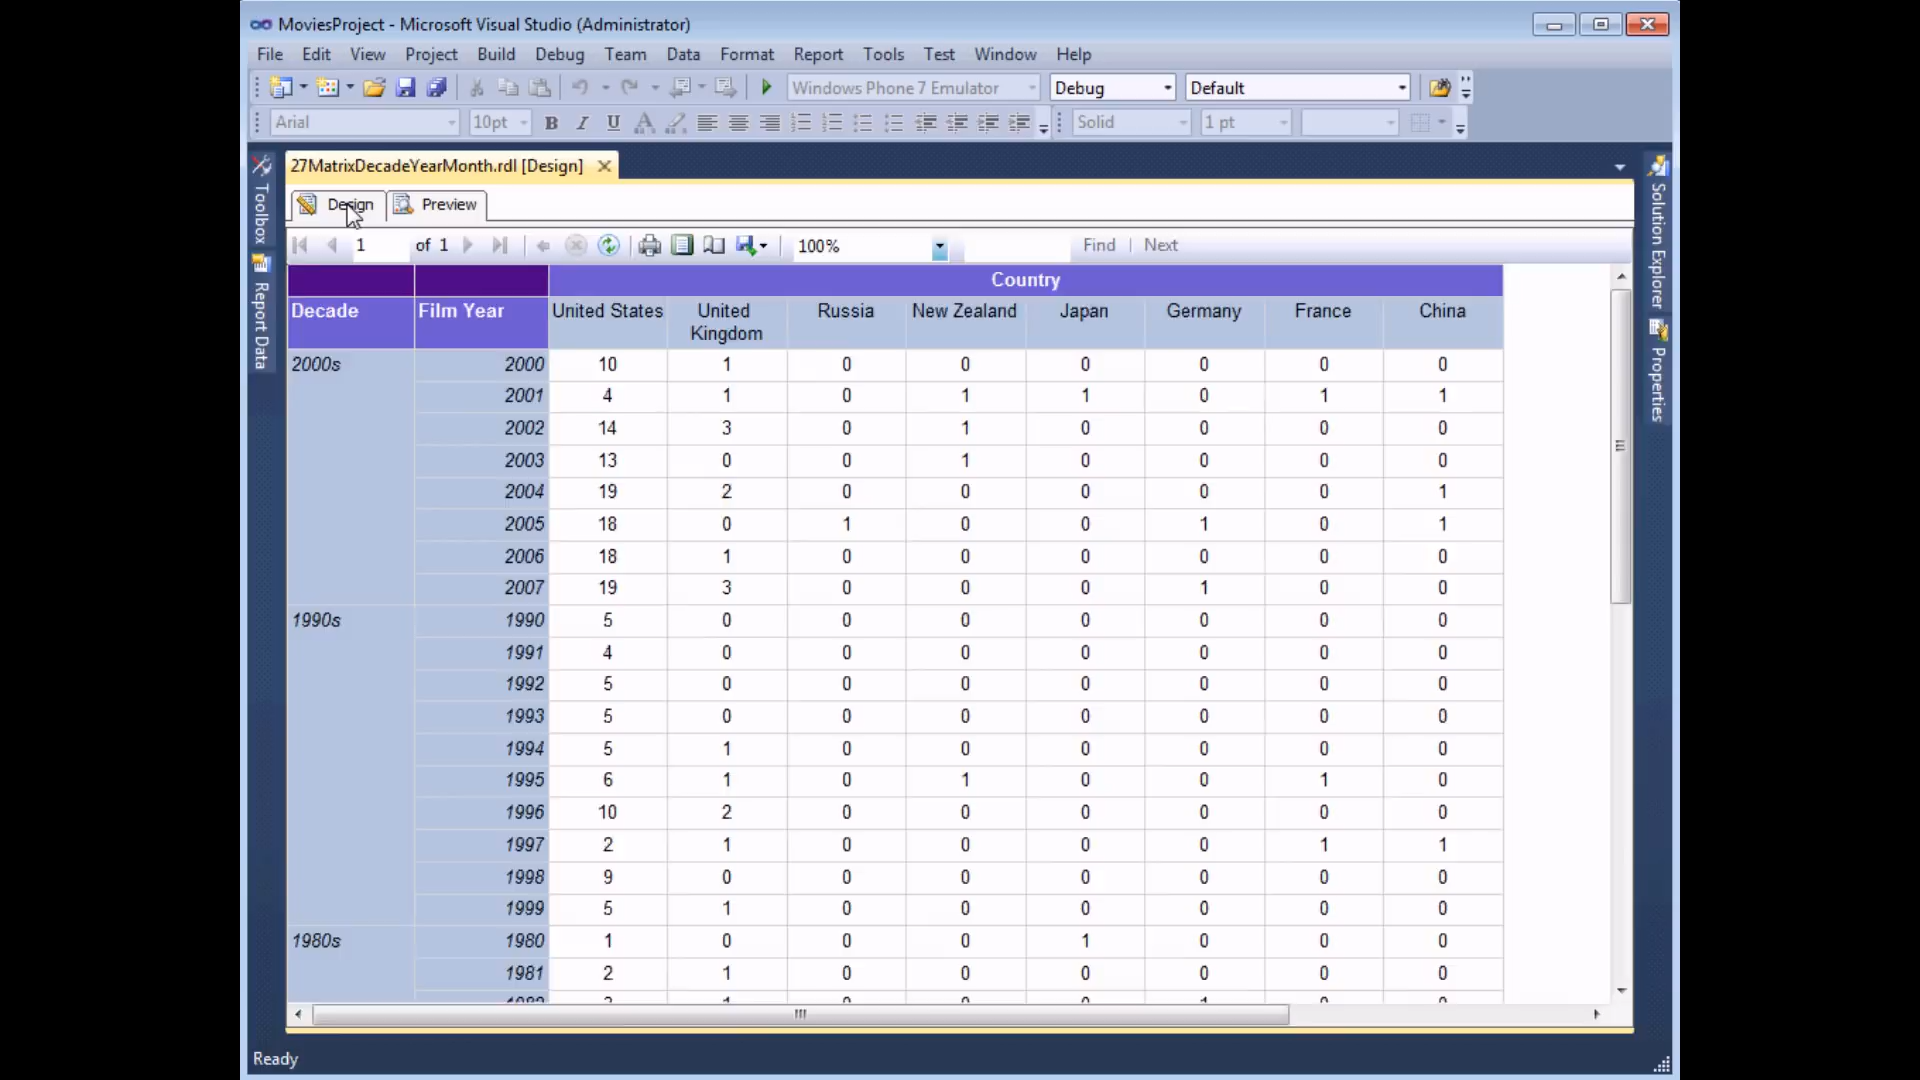 MoviesProject - Microsoft Visual Studio (Administrator)
File Edit View Project Build Debug Team Data Format Report Tools Test Window Help
Windows Phone 7 Emulator Debug Default
Arial 10pt B I U A Solid 1 pt
27MatrixDecadeYearMonth.rdl [Design]
Design Preview
1 of 1 100% Find | Next
Toolbox
Report Data
Solution Explorer
Properties
Country
Decade Film Year United States United Kingdom Russia New Zealand Japan Germany France China
2000s 2000 10 1 0 0 0 0 0 0
2001 4 1 0 1 1 0 1 1
2002 14 3 0 1 0 0 0 0
2003 13 0 0 1 0 0 0 0
2004 19 2 0 0 0 0 0 1
2005 18 0 1 0 0 1 0 1
2006 18 1 0 0 0 0 0 0
2007 19 3 0 0 0 1 0 0
1990s 1990 5 0 0 0 0 0 0 0
1991 4 0 0 0 0 0 0 0
1992 5 0 0 0 0 0 0 0
1993 5 0 0 0 0 0 0 0
1994 5 1 0 0 0 0 0 0
1995 6 1 0 1 0 0 1 0
1996 10 2 0 0 0 0 0 0
1997 2 1 0 0 0 0 1 1
1998 9 0 0 0 0 0 0 0
1999 5 1 0 0 0 0 0 0
1980s 1980 1 0 0 0 1 0 0 0
1981 2 1 0 0 0 0 0 0
Ready